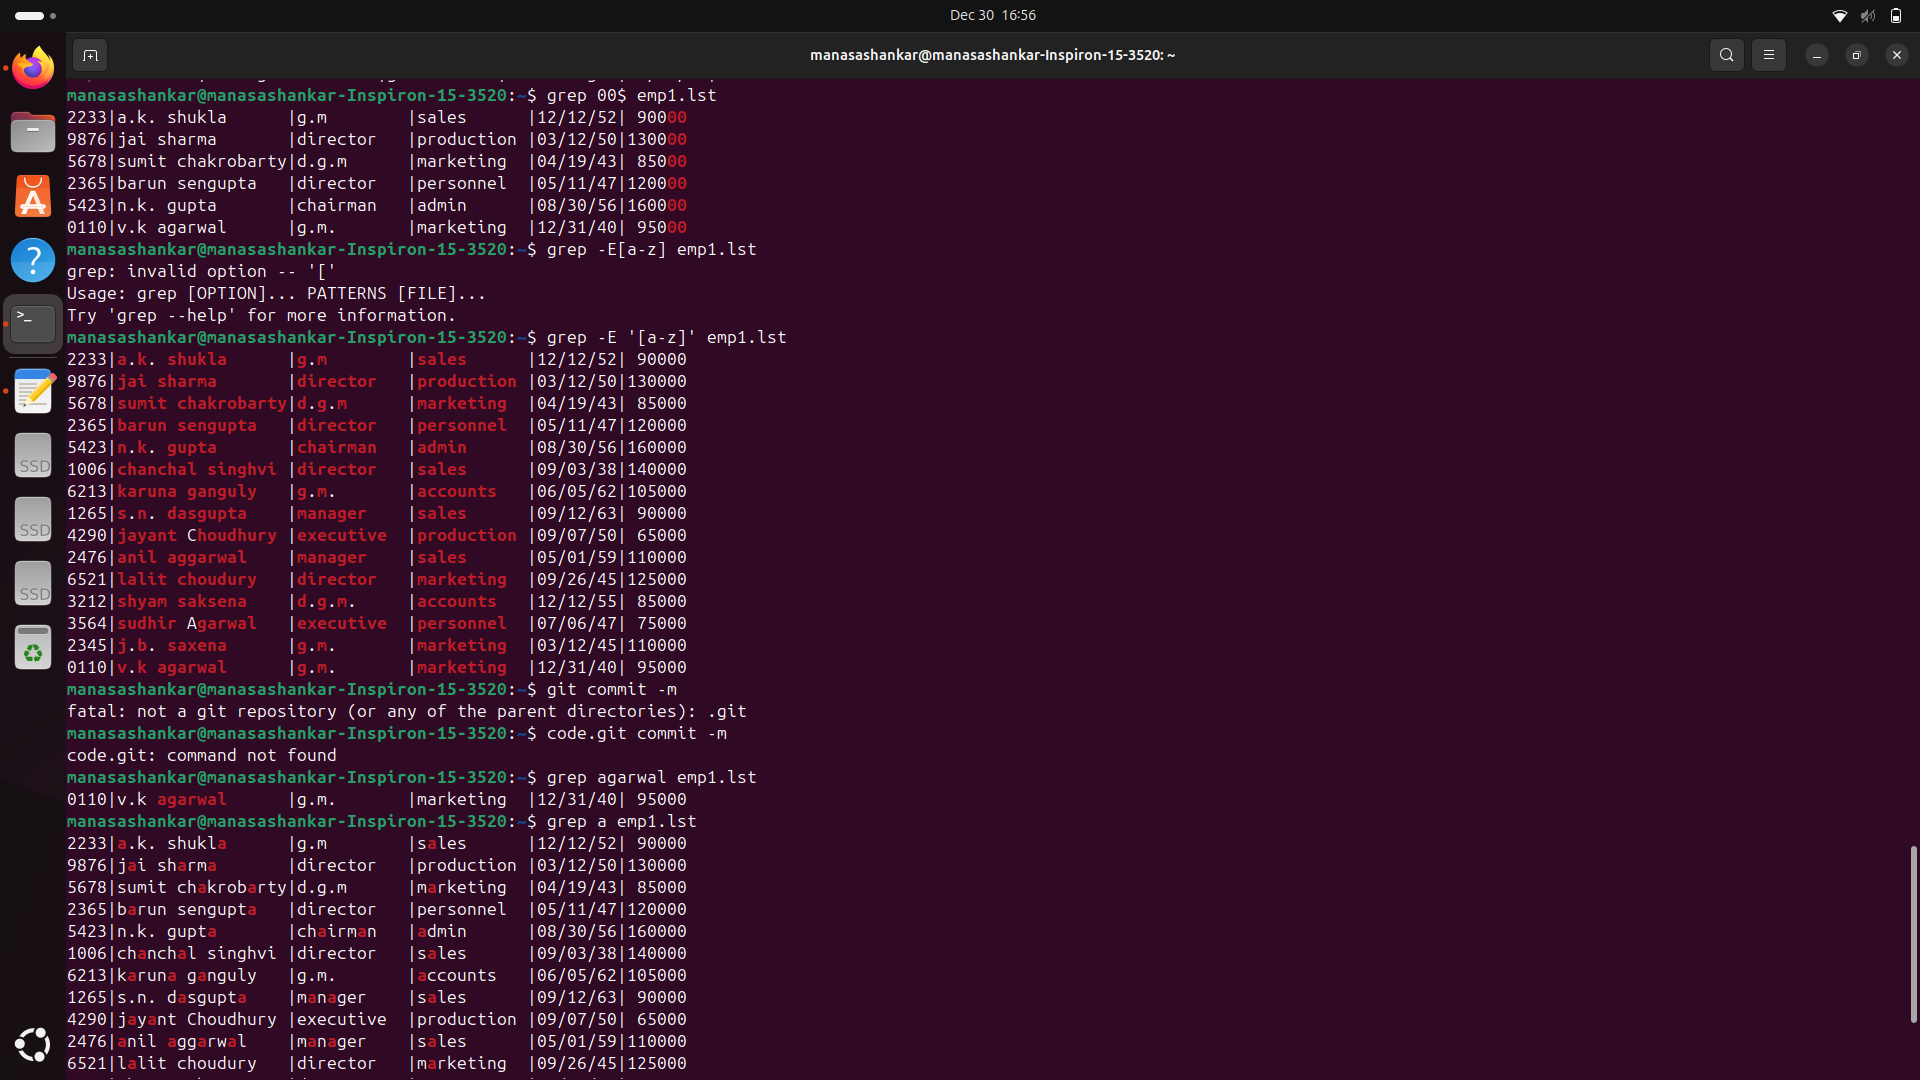 Dec 30 16:56
manasashankar@manasashankar-Inspiron-15-3520: ~
manasashankar@manasashankar-Inspiron-15-3520:~$ grep 00$ emp1.lst
2233|a.k. shukla      |g.m        |sales      |12/12/52| 90000
9876|jai sharma       |director   |production |03/12/50|130000
5678|sumit chakrobarty|d.g.m      |marketing  |04/19/43| 85000
2365|barun sengupta   |director   |personnel  |05/11/47|120000
5423|n.k. gupta       |chairman   |admin      |08/30/56|160000
0110|v.k agarwal      |g.m.       |marketing  |12/31/40| 95000
manasashankar@manasashankar-Inspiron-15-3520:~$ grep -E[a-z] emp1.lst
grep: invalid option -- '['
Usage: grep [OPTION]... PATTERNS [FILE]...
Try 'grep --help' for more information.
manasashankar@manasashankar-Inspiron-15-3520:~$ grep -E '[a-z]' emp1.lst
2233|a.k. shukla      |g.m        |sales      |12/12/52| 90000
9876|jai sharma       |director   |production |03/12/50|130000
5678|sumit chakrobarty|d.g.m      |marketing  |04/19/43| 85000
2365|barun sengupta   |director   |personnel  |05/11/47|120000
5423|n.k. gupta       |chairman   |admin      |08/30/56|160000
1006|chanchal singhvi |director   |sales      |09/03/38|140000
6213|karuna ganguly   |g.m.       |accounts   |06/05/62|105000
1265|s.n. dasgupta    |manager    |sales      |09/12/63| 90000
4290|jayant Choudhury |executive  |production |09/07/50| 65000
2476|anil aggarwal    |manager    |sales      |05/01/59|110000
6521|lalit choudury   |director   |marketing  |09/26/45|125000
3212|shyam saksena    |d.g.m.     |accounts   |12/12/55| 85000
3564|sudhir Agarwal   |executive  |personnel  |07/06/47| 75000
2345|j.b. saxena      |g.m.       |marketing  |03/12/45|110000
0110|v.k agarwal      |g.m.       |marketing  |12/31/40| 95000
manasashankar@manasashankar-Inspiron-15-3520:~$ git commit -m
fatal: not a git repository (or any of the parent directories): .git
manasashankar@manasashankar-Inspiron-15-3520:~$ code.git commit -m
code.git: command not found
manasashankar@manasashankar-Inspiron-15-3520:~$ grep agarwal emp1.lst
0110|v.k agarwal      |g.m.       |marketing  |12/31/40| 95000
manasashankar@manasashankar-Inspiron-15-3520:~$ grep a emp1.lst
2233|a.k. shukla      |g.m        |sales      |12/12/52| 90000
9876|jai sharma       |director   |production |03/12/50|130000
5678|sumit chakrobarty|d.g.m      |marketing  |04/19/43| 85000
2365|barun sengupta   |director   |personnel  |05/11/47|120000
5423|n.k. gupta       |chairman   |admin      |08/30/56|160000
1006|chanchal singhvi |director   |sales      |09/03/38|140000
6213|karuna ganguly   |g.m.       |accounts   |06/05/62|105000
1265|s.n. dasgupta    |manager    |sales      |09/12/63| 90000
4290|jayant Choudhury |executive  |production |09/07/50| 65000
2476|anil aggarwal    |manager    |sales      |05/01/59|110000
6521|lalit choudury   |director   |marketing  |09/26/45|125000
SSD
SSD
SSD